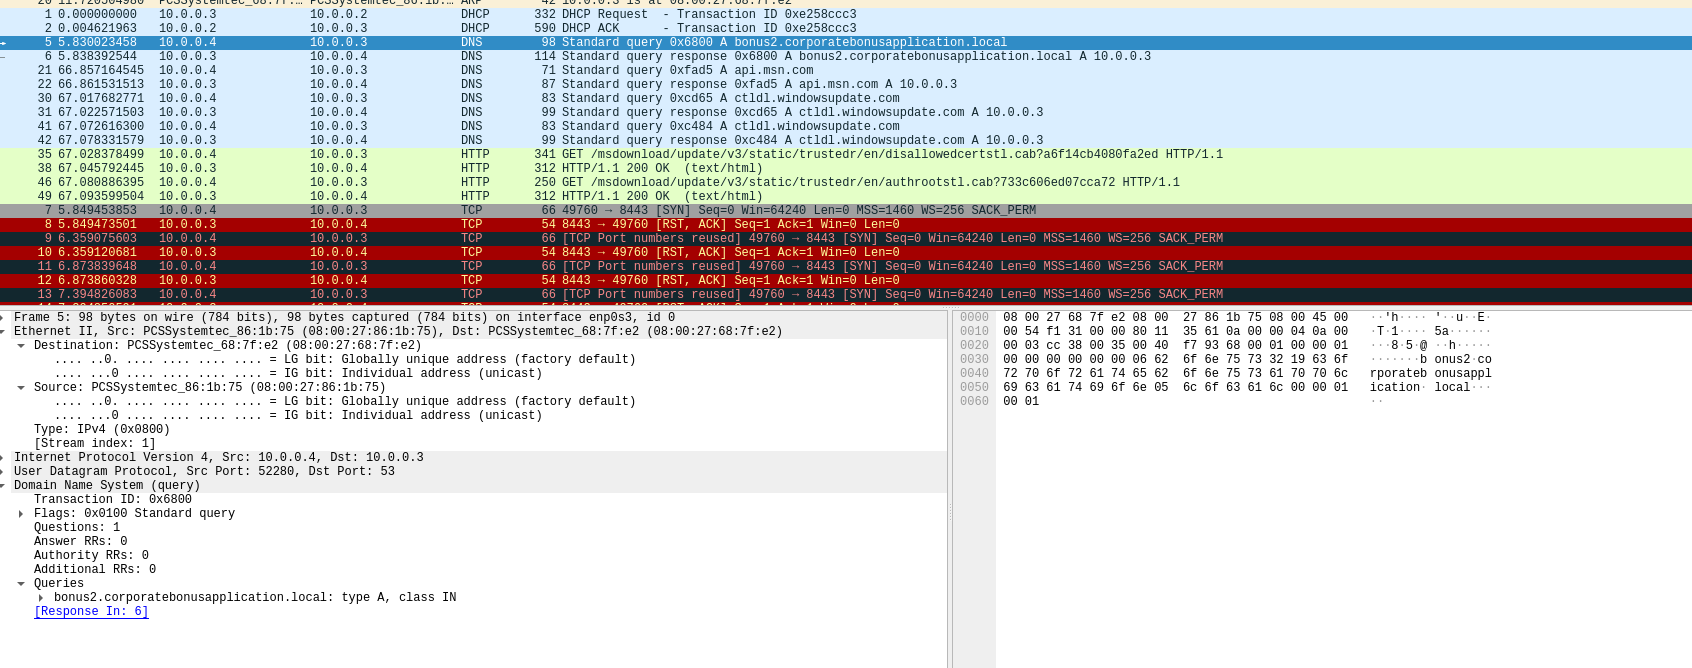 20 11.720504980 PCSSystemtec_68:7f:… PCSSystemtec_86:1b:… ARP 42 10.0.0.3 is at 08:00:27:68:7f:e2
1 0.000000000 10.0.0.3 10.0.0.2 DHCP 332 DHCP Request  - Transaction ID 0xe258ccc3
2 0.004621963 10.0.0.2 10.0.0.3 DHCP 590 DHCP ACK      - Transaction ID 0xe258ccc3
5 5.830023458 10.0.0.4 10.0.0.3 DNS 98 Standard query 0x6800 A bonus2.corporatebonusapplication.local
6 5.838392544 10.0.0.3 10.0.0.4 DNS 114 Standard query response 0x6800 A bonus2.corporatebonusapplication.local A 10.0.0.3
21 66.857164545 10.0.0.4 10.0.0.3 DNS 71 Standard query 0xfad5 A api.msn.com
22 66.861531513 10.0.0.3 10.0.0.4 DNS 87 Standard query response 0xfad5 A api.msn.com A 10.0.0.3
30 67.017682771 10.0.0.4 10.0.0.3 DNS 83 Standard query 0xcd65 A ctldl.windowsupdate.com
31 67.022571503 10.0.0.3 10.0.0.4 DNS 99 Standard query response 0xcd65 A ctldl.windowsupdate.com A 10.0.0.3
41 67.072616300 10.0.0.4 10.0.0.3 DNS 83 Standard query 0xc484 A ctldl.windowsupdate.com
42 67.078331579 10.0.0.3 10.0.0.4 DNS 99 Standard query response 0xc484 A ctldl.windowsupdate.com A 10.0.0.3
35 67.028378499 10.0.0.4 10.0.0.3 HTTP 341 GET /msdownload/update/v3/static/trustedr/en/disallowedcertstl.cab?a6f14cb4080fa2ed HTTP/1.1
38 67.045792445 10.0.0.3 10.0.0.4 HTTP 312 HTTP/1.1 200 OK  (text/html)
46 67.080886395 10.0.0.4 10.0.0.3 HTTP 250 GET /msdownload/update/v3/static/trustedr/en/authrootstl.cab?733c606ed07cca72 HTTP/1.1
49 67.093599504 10.0.0.3 10.0.0.4 HTTP 312 HTTP/1.1 200 OK  (text/html)
7 5.849453853 10.0.0.4 10.0.0.3 TCP 66 49760 → 8443 [SYN] Seq=0 Win=64240 Len=0 MSS=1460 WS=256 SACK_PERM
8 5.849473501 10.0.0.3 10.0.0.4 TCP 54 8443 → 49760 [RST, ACK] Seq=1 Ack=1 Win=0 Len=0
9 6.359075603 10.0.0.4 10.0.0.3 TCP 66 [TCP Port numbers reused] 49760 → 8443 [SYN] Seq=0 Win=64240 Len=0 MSS=1460 WS=256 SACK_PERM
10 6.359120681 10.0.0.3 10.0.0.4 TCP 54 8443 → 49760 [RST, ACK] Seq=1 Ack=1 Win=0 Len=0
11 6.873839648 10.0.0.4 10.0.0.3 TCP 66 [TCP Port numbers reused] 49760 → 8443 [SYN] Seq=0 Win=64240 Len=0 MSS=1460 WS=256 SACK_PERM
12 6.873860328 10.0.0.3 10.0.0.4 TCP 54 8443 → 49760 [RST, ACK] Seq=1 Ack=1 Win=0 Len=0
13 7.394826083 10.0.0.4 10.0.0.3 TCP 66 [TCP Port numbers reused] 49760 → 8443 [SYN] Seq=0 Win=64240 Len=0 MSS=1460 WS=256 SACK_PERM
Frame 5: 98 bytes on wire (784 bits), 98 bytes captured (784 bits) on interface enp0s3, id 0
Ethernet II, Src: PCSSystemtec_86:1b:75 (08:00:27:86:1b:75), Dst: PCSSystemtec_68:7f:e2 (08:00:27:68:7f:e2)
Destination: PCSSystemtec_68:7f:e2 (08:00:27:68:7f:e2)
.... ..0. .... .... .... .... = LG bit: Globally unique address (factory default)
.... ...0 .... .... .... .... = IG bit: Individual address (unicast)
Source: PCSSystemtec_86:1b:75 (08:00:27:86:1b:75)
.... ..0. .... .... .... .... = LG bit: Globally unique address (factory default)
.... ...0 .... .... .... .... = IG bit: Individual address (unicast)
Type: IPv4 (0x0800)
[Stream index: 1]
Internet Protocol Version 4, Src: 10.0.0.4, Dst: 10.0.0.3
User Datagram Protocol, Src Port: 52280, Dst Port: 53
Domain Name System (query)
Transaction ID: 0x6800
Flags: 0x0100 Standard query
Questions: 1
Answer RRs: 0
Authority RRs: 0
Additional RRs: 0
Queries
bonus2.corporatebonusapplication.local: type A, class IN
[Response In: 6]
0000 08 00 27 68 7f e2 08 00  27 86 1b 75 08 00 45 00 ··'h···· '··u··E·
0010 00 54 f1 31 00 00 80 11  35 61 0a 00 00 04 0a 00 ·T·1···· 5a······
0020 00 03 cc 38 00 35 00 40  f7 93 68 00 01 00 00 01 ···8·5·@ ··h·····
0030 00 00 00 00 00 00 06 62  6f 6e 75 73 32 19 63 6f ·······b onus2·co
0040 72 70 6f 72 61 74 65 62  6f 6e 75 73 61 70 70 6c rporateb onusappl
0050 69 63 61 74 69 6f 6e 05  6c 6f 63 61 6c 00 00 01 ication· local···
0060 00 01 ··